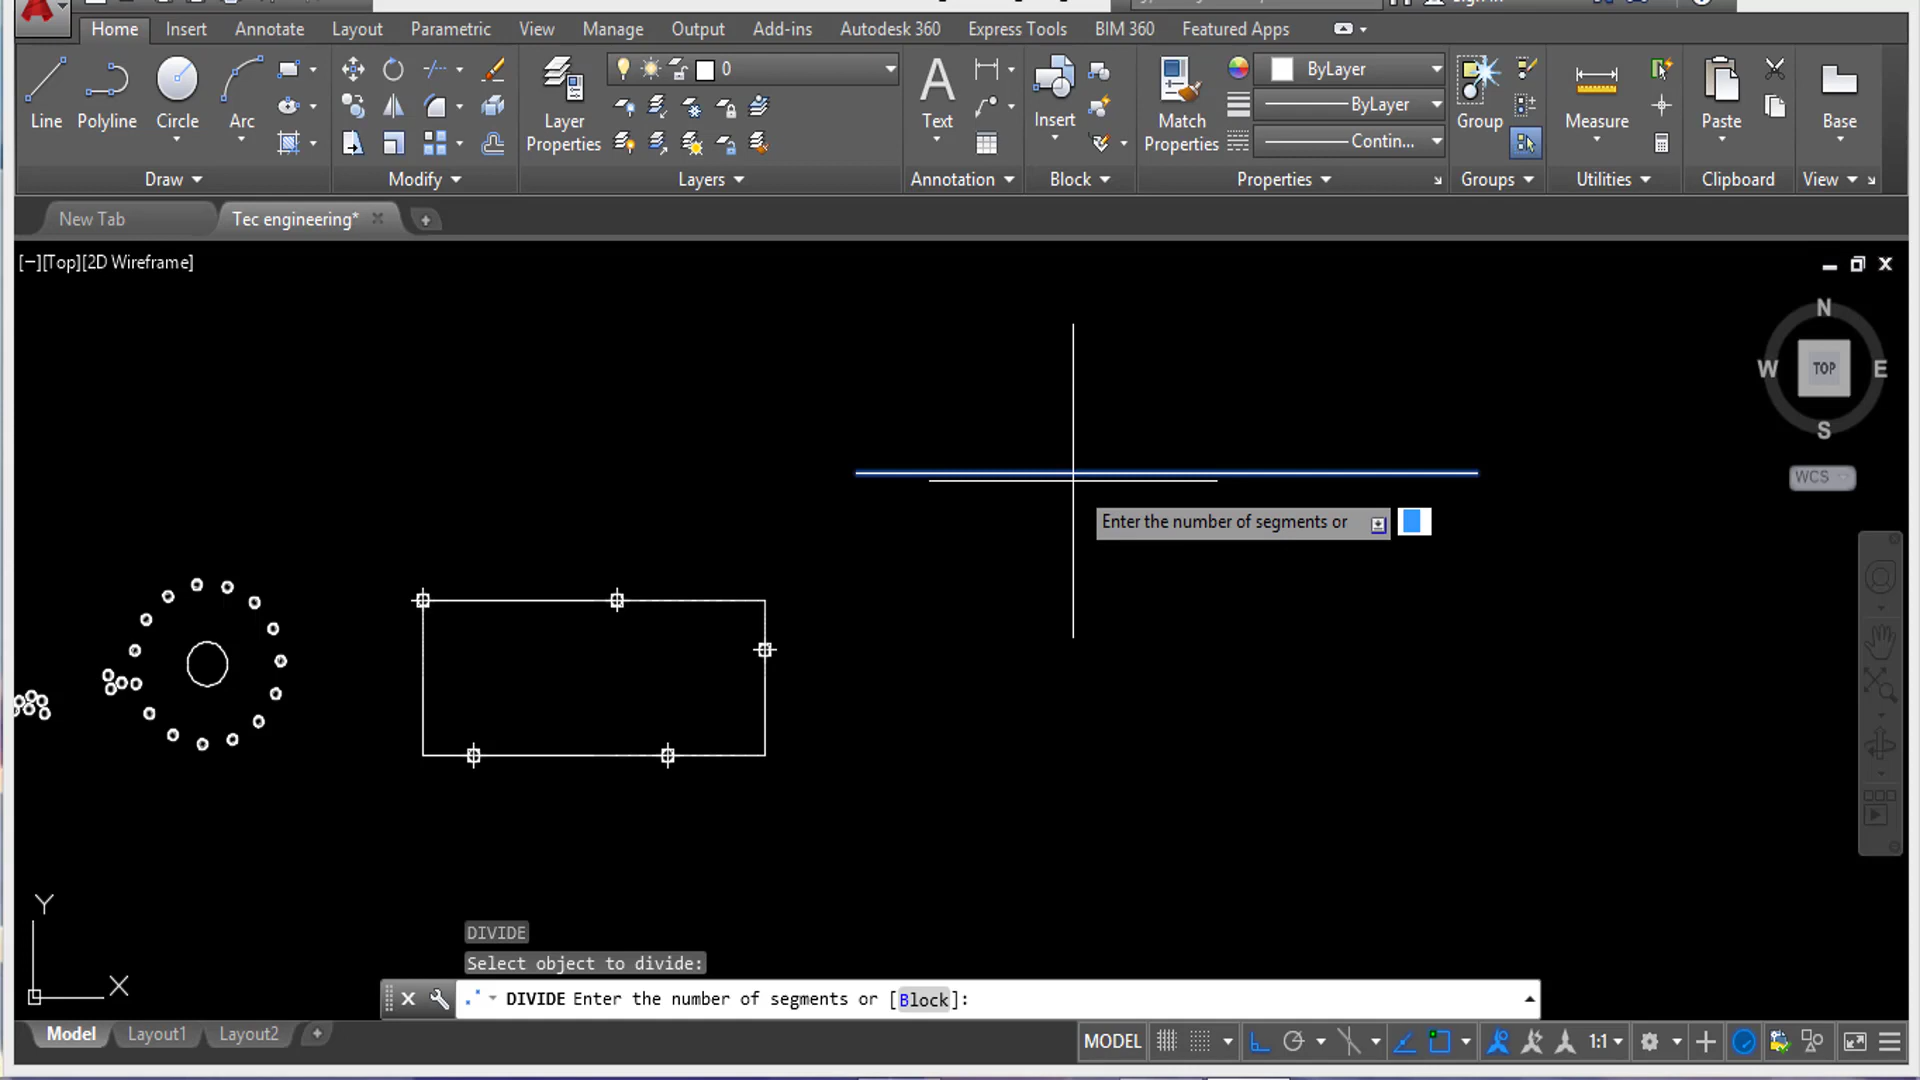 Home Insert Annotate Layout Parametric View Manage Output Add-ins Autodesk 360 Express Tools BIM 360 Featured Apps
0
ByLayer
ByLayer
Contin...
Line Polyline Circle Arc
Layer Properties
Text
Insert
Match Properties
Group
Measure
Paste
Base
Draw Modify Layers Annotation Block Properties Groups Utilities Clipboard View
New Tab Tec engineering*
[−][Top][2D Wireframe]
N
W TOP E
S
WCS
Enter the number of segments or
Y
X
DIVIDE
Select object to divide:
DIVIDE Enter the number of segments or [Block]:
Model Layout1 Layout2
MODEL 1:1